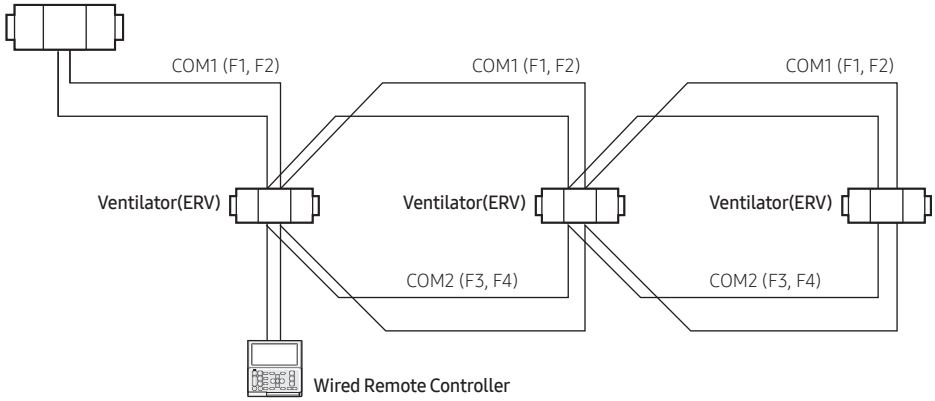 COM1 (F1, F2)
COM1 (F1, F2)
COM1 (F1, F2)
Ventilator(ERV)
Ventilator(ERV)
Ventilator(ERV)
COM2 (F3, F4)
COM2 (F3, F4)
Wired Remote Controller